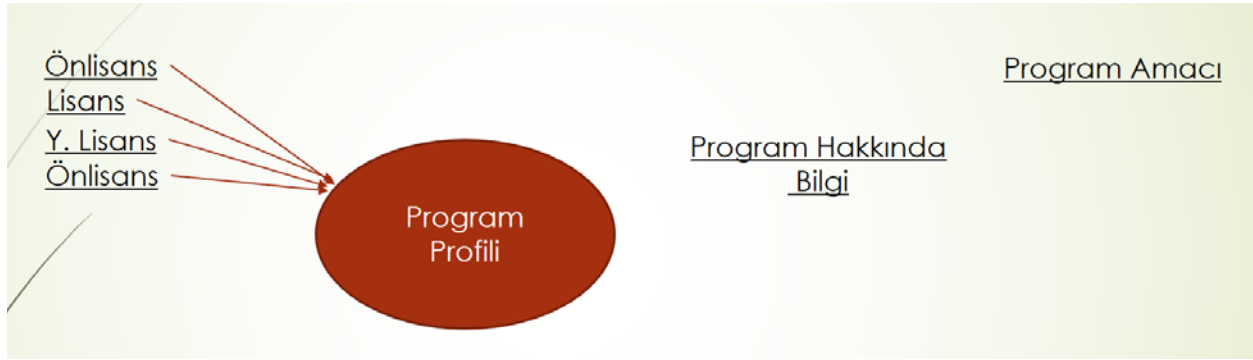 Önlisans
Lisans
Y. Lisans
Önlisans
Program
Profili
Program Hakkında
Bilgi
Program Amacı